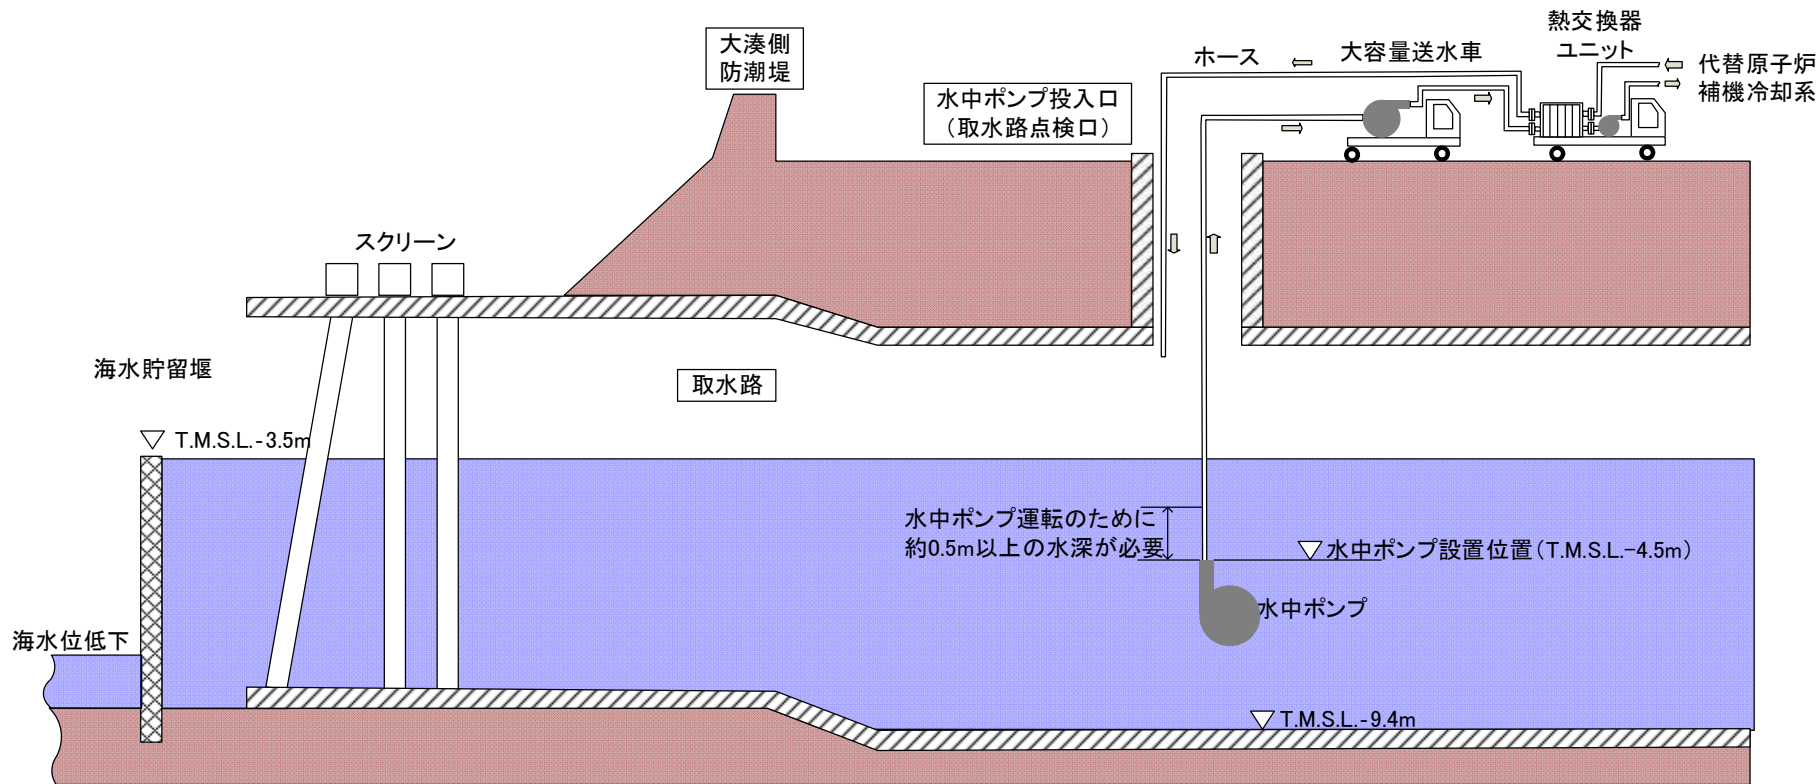 大湊側
防潮堤
水中ポンプ投入口
（取水路点検口）
ホース
大容量送水車
熱交換器
ユニット
代替原子炉
補機冷却系
スクリーン
海水貯留堰
取水路
T.M.S.L.-3.5m
水中ポンプ運転のために
約0.5m以上の水深が必要
水中ポンプ設置位置（T.M.S.L.-4.5m）
水中ポンプ
海水位低下
T.M.S.L.-9.4m